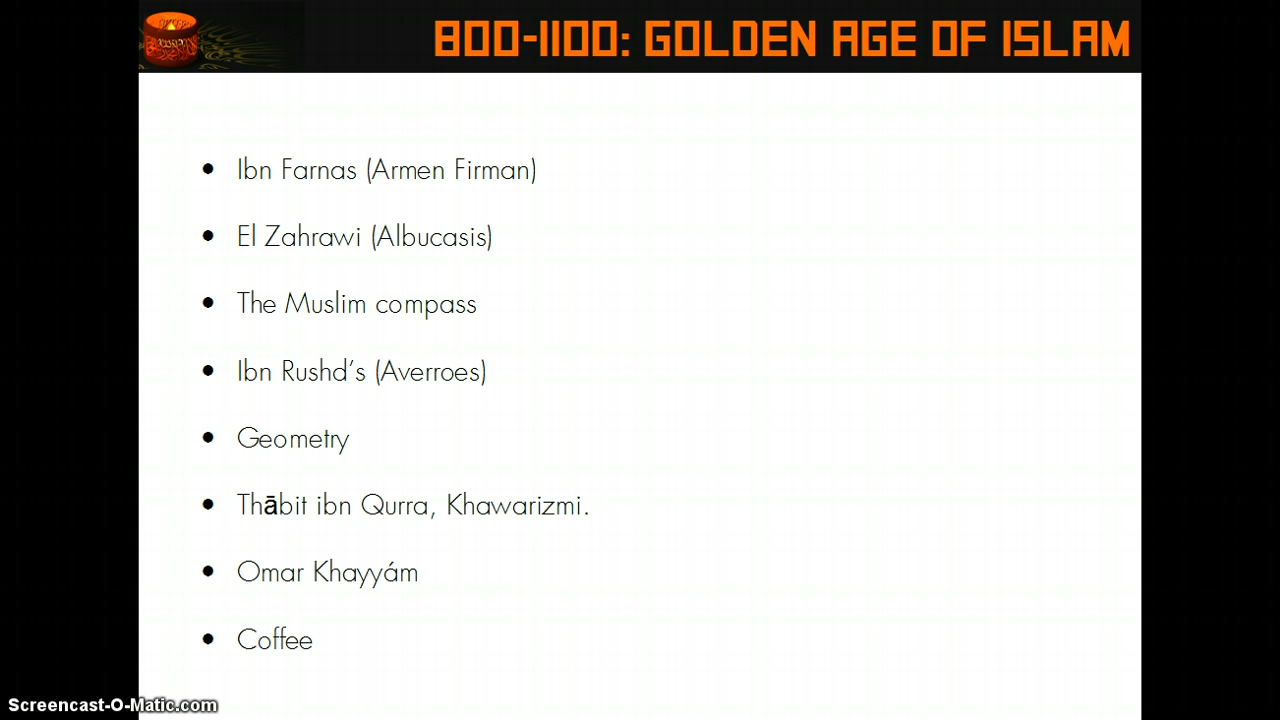 800-1100: GOLDEN AGE OF ISLAM
• Ibn Farnas (Armen Firman)
• El Zahrawi (Albucasis)
• The Muslim compass
• Ibn Rushd’s (Averroes)
• Geometry
• Thābit ibn Qurra, Khawarizmi.
• Omar Khayyám
• Coffee
Screencast-O-Matic.com